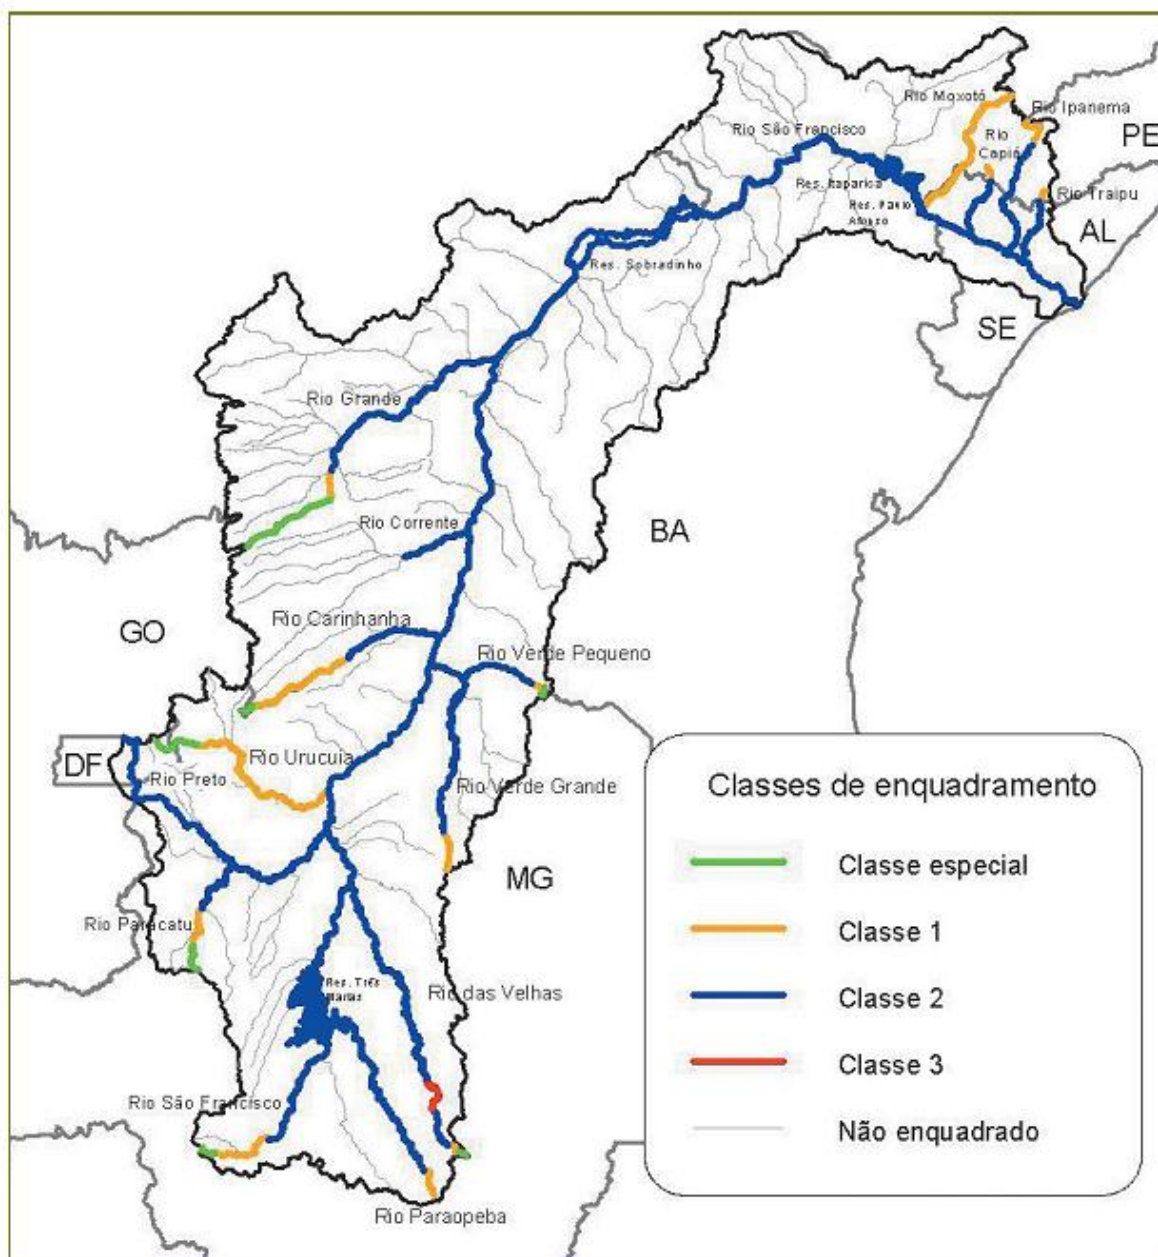 Rio Moxotó
Rio Ipanema
Rio São Francisco
Rio
Capiá
PE
Res. Itaparica
Rio Traipu
Res. Paulo
Afonso
AL
Res. Sobradinho
SE
Rio Grande
Rio Corrente
BA
Rio Carinhanha
GO
Rio Verde Pequeno
DF
Rio Urucuia
Rio Preto
Rio Verde Grande
MG
Rio Paracatu
Res. Três
Marias
Rio das Velhas
Rio São Francisco
Rio Paraopeba
Classes de enquadramento
Classe especial
Classe 1
Classe 2
Classe 3
Não enquadrado